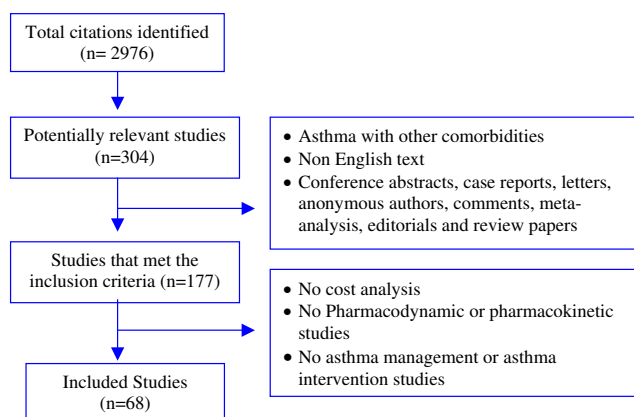 Total citations identified
(n= 2976)
Potentially relevant studies
(n=304)
• Asthma with other comorbidities
• Non English text
• Conference abstracts, case reports, letters,
anonymous authors, comments, meta-
analysis, editorials and review papers
Studies that met the
inclusion criteria (n=177)
• No cost analysis
• No Pharmacodynamic or pharmacokinetic
studies
• No asthma management or asthma
intervention studies
Included Studies
(n=68)